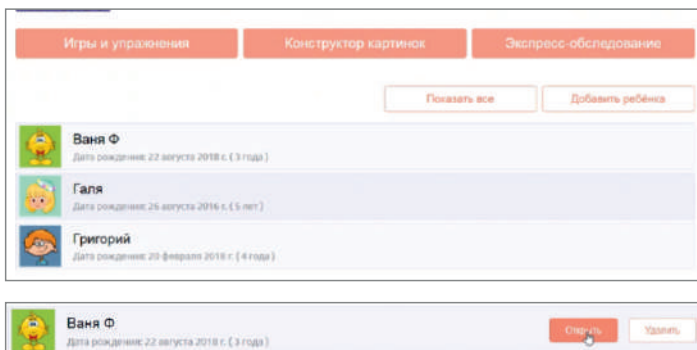 Игры и упражнения Конструктор картинок Экспресс-обследование
Показать все Добавить ребёнка
Ваня Ф
Дата рождения: 22 августа 2018 г. ( 3 года )
Галя
Дата рождения: 26 августа 2016 г. ( 5 лет )
Григорий
Дата рождения: 20 февраля 2018 г. ( 4 года )
Ваня Ф
Открыть Удалить
Дата рождения: 22 августа 2018 г. ( 3 года )